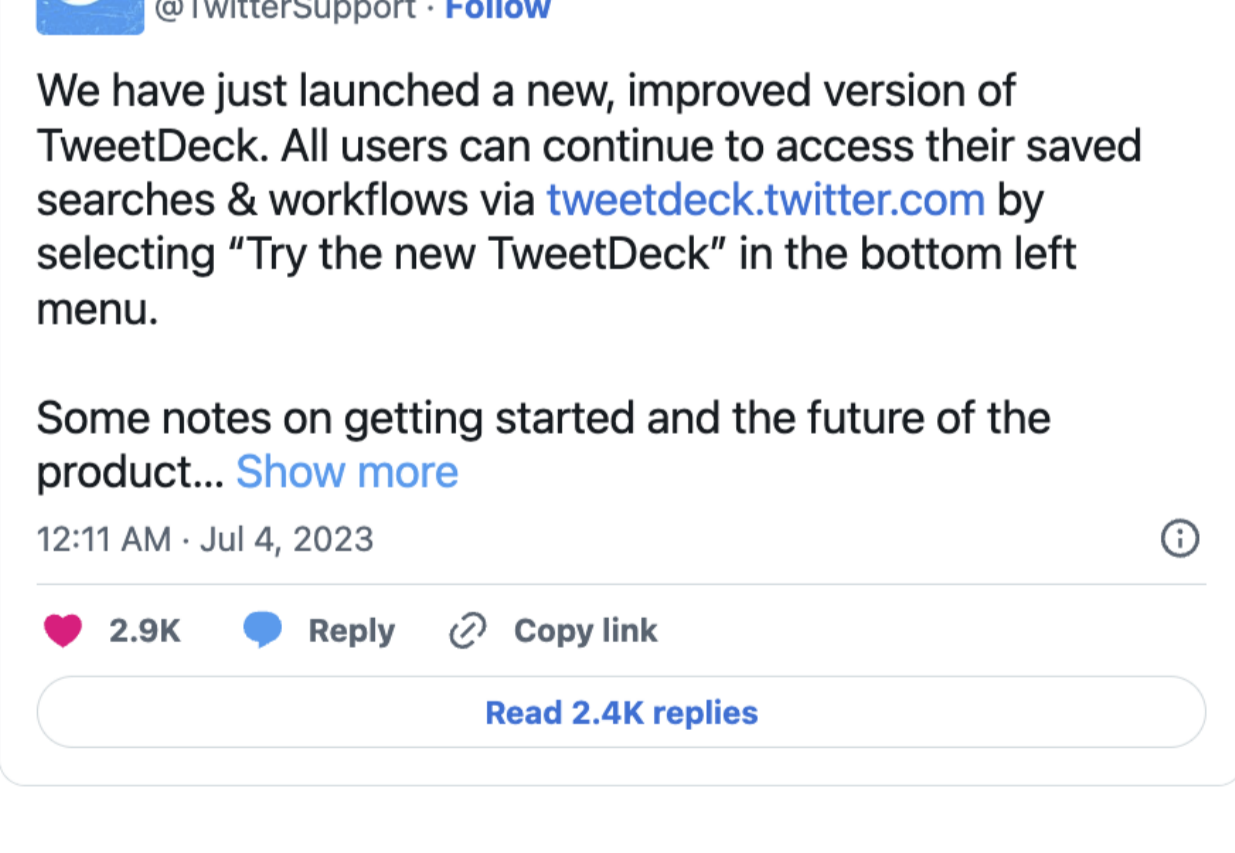 @TwitterSupport · Follow
We have just launched a new, improved version of
TweetDeck. All users can continue to access their saved
searches & workflows via tweetdeck.twitter.com by
selecting “Try the new TweetDeck” in the bottom left
menu.
Some notes on getting started and the future of the
product... Show more
12:11 AM · Jul 4, 2023
2.9K Reply Copy link
Read 2.4K replies